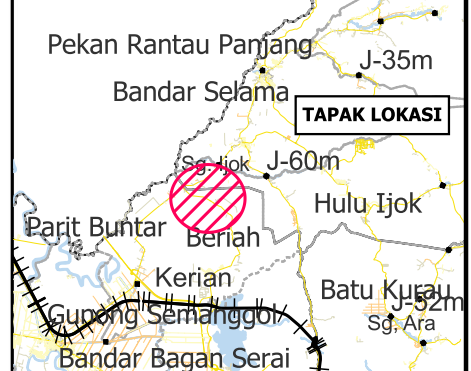 Pekan Rantau Panjang
J-35m
Bandar Selama
TAPAK LOKASI
Sg. Ijok
J-60m
Hulu Ijok
Parit Buntar
Beriah
Kerian
Batu Kurau
J-52m
Gunong Semanggol
Sg, Ara
Bandar Bagan Serai